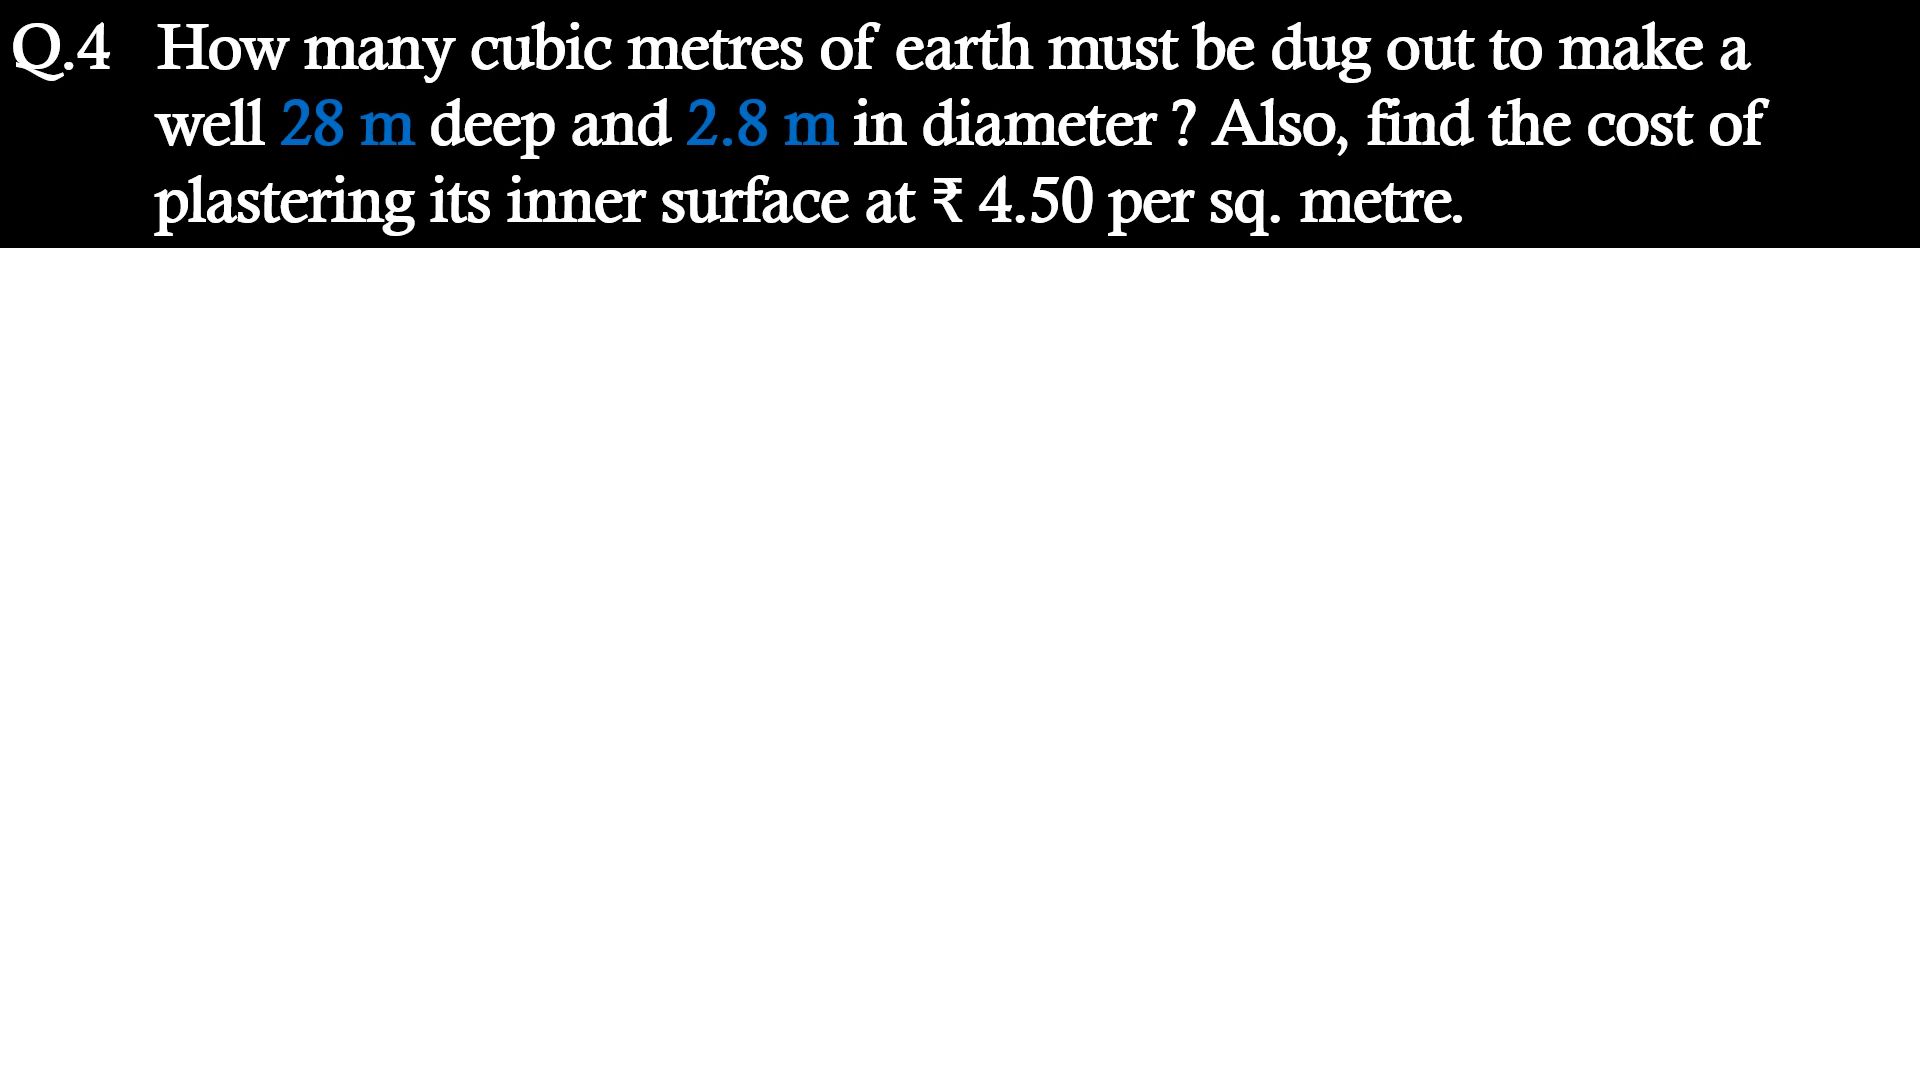 Q.4 How many cubic metres of earth must be dug out to make a
well 28 m deep and 2.8 m in diameter ? Also, find the cost of
plastering its inner surface at ₹ 4.50 per sq. metre.